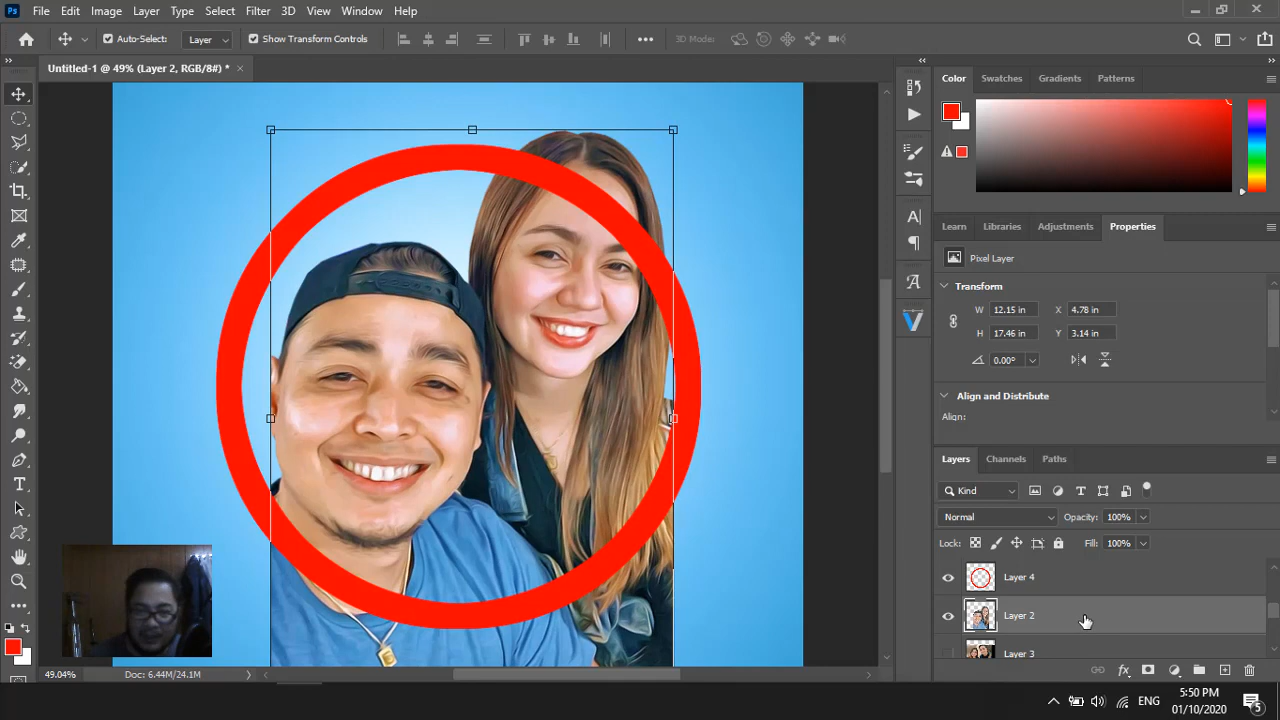 Ps File Edit Image Layer Type Select Filter 3D View Window Help
Auto-Select: Layer Show Transform Controls 3D Mode:
Untitled-1 @ 49% (Layer 2, RGB/8#) *
Color Swatches Gradients Patterns
Learn Libraries Adjustments Properties
Pixel Layer
Transform
W 12.15 in X 4.78 in
H 17.46 in Y 3.14 in
0.00°
Align and Distribute
Align:
Layers Channels Paths
Kind
Normal Opacity: 100%
Lock: Fill: 100%
Layer 4
Layer 2
Layer 3
49.04% Doc: 6.44M/24.1M
ENG
5:50 PM
01/10/2020
5